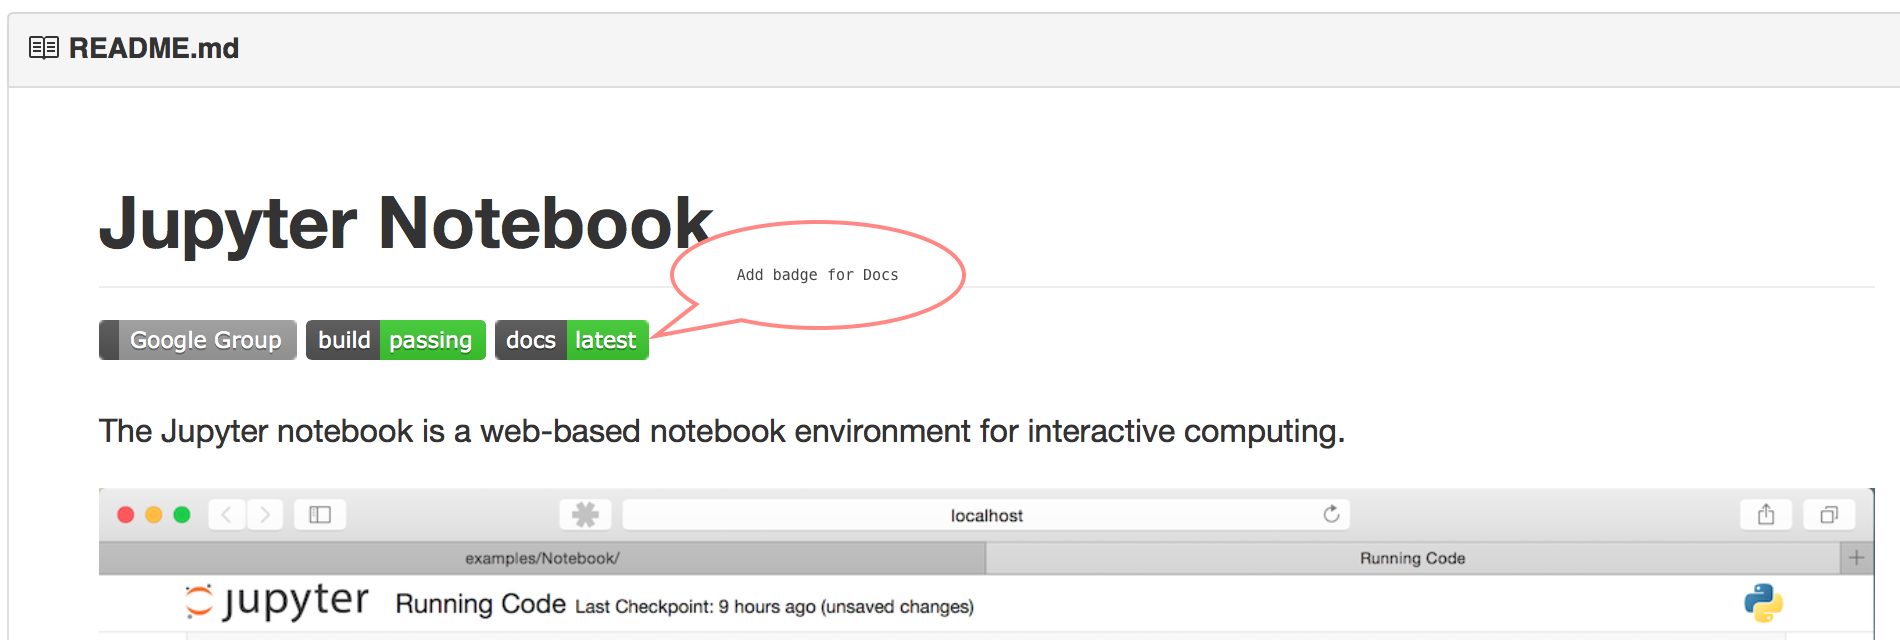 README.md
Jupyter Notebook
Add badge for Docs
Google Group build passing docs latest
The Jupyter notebook is a web-based notebook environment for interactive computing.
localhost
examples/Notebook/ Running Code
jupyter Running Code Last Checkpoint: 9 hours ago (unsaved changes)